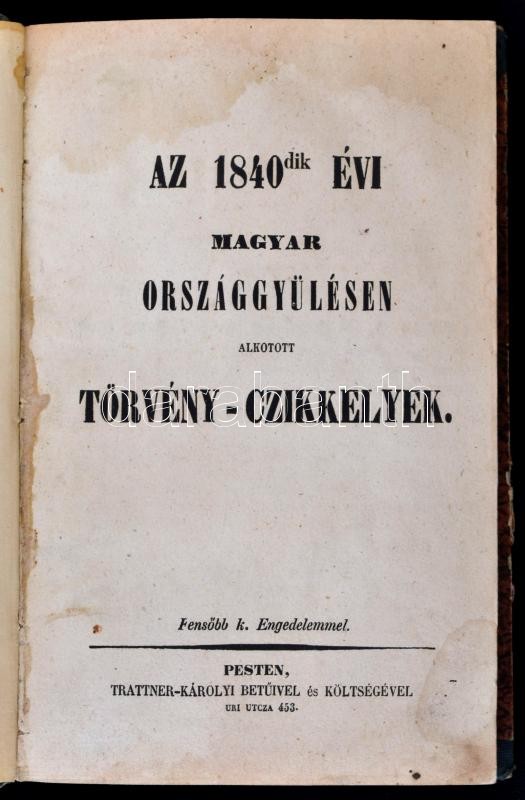 AZ 1840dik ÉVI
MAGYAR
ORSZÁGGYÜLÉSEN
ALKOTOTT
TÖRVÉNY-CZIKKELYEK.
darabanth
Fensőbb k. Engedelemmel.
PESTEN,
TRATTNER-KÁROLYI BETŰIVEL és KÖLTSÉGÉVEL
URI UTCZA 453.